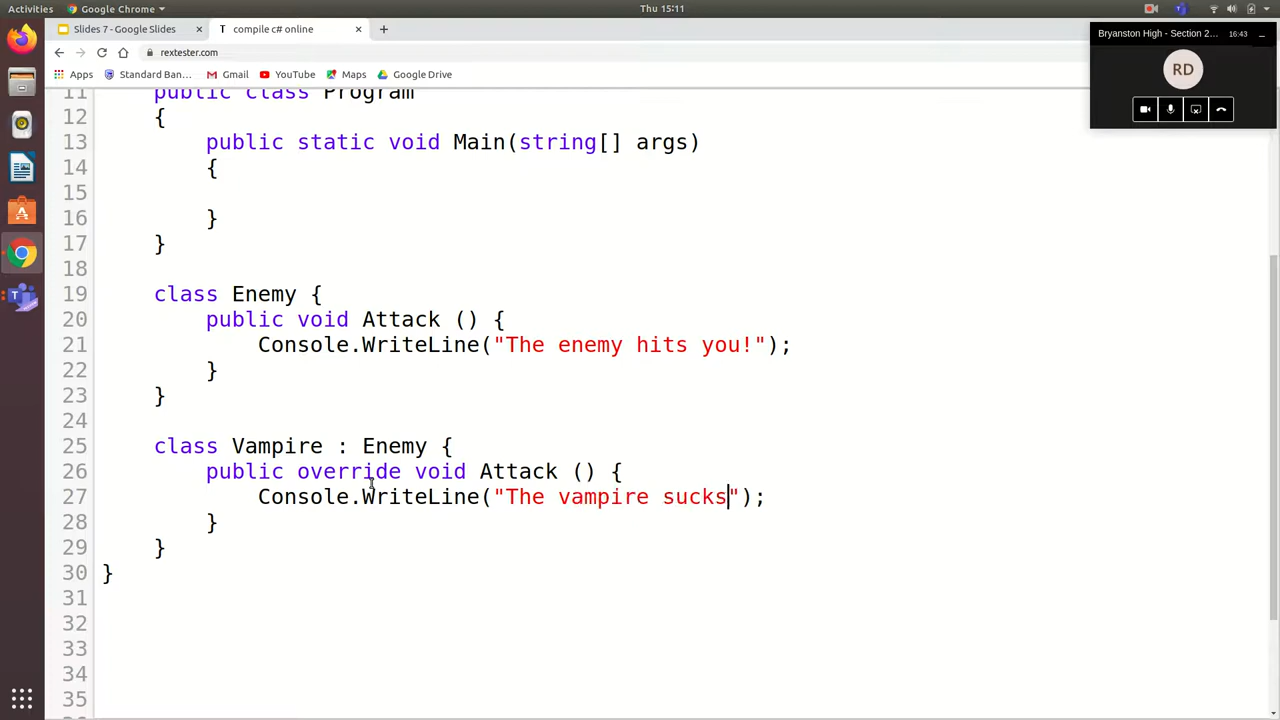 Activities
Google Chrome
Thu 15:11
Slides 7 - Google Slides
T compile c# online
rextester.com
Bryanston High - Section 2...
16:43
RD
Apps
Standard Ban...
Gmail
YouTube
Maps
Google Drive
11 public class Program
12 {
13 public static void Main(string[] args)
14 {
15
16 }
17 }
18
19 class Enemy {
20 public void Attack () {
21 Console.WriteLine("The enemy hits you!");
22 }
23 }
24
25 class Vampire : Enemy {
26 public override void Attack () {
27 Console.WriteLine("The vampire sucks");
28 }
29 }
30 }
31
32
33
34
35